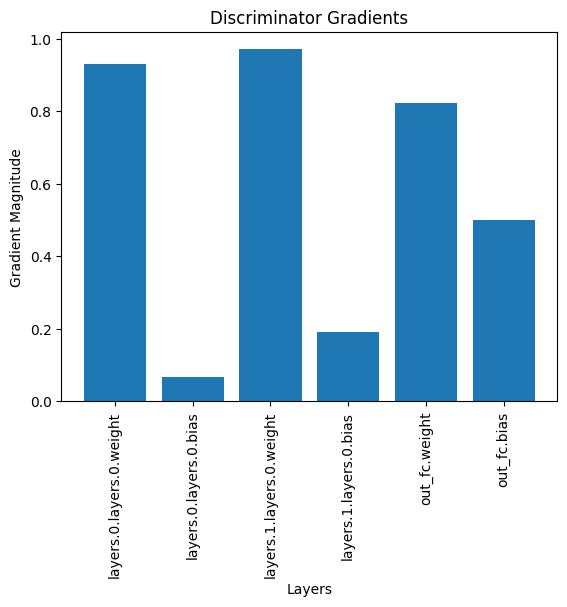 Discriminator Gradients
Gradient Magnitude
1.0
0.8
0.6
0.4
0.2
0.0
layers.0.layers.0.weight
layers.0.layers.0.bias
layers.1.layers.0.weight
layers.1.layers.0.bias
out_fc.weight
out_fc.bias
Layers